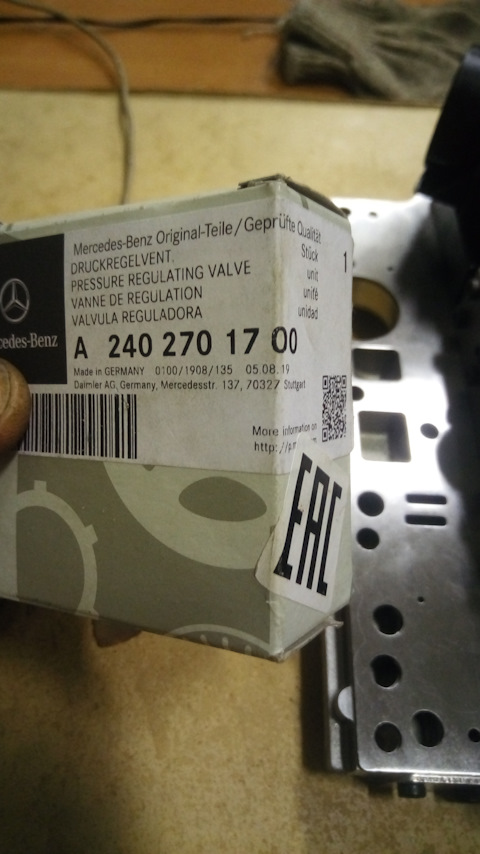 Mercedes-Benz Original-Teile/Geprüfte Qualität
DRUCKREGELVENT. Stück
PRESSURE REGULATING VALVE unit
VANNE DE REGULATION unité
VALVULA REGULADORA unidad
1
cedes-Benz
A 240 270 17 00
Made in GERMANY 0100/1908/135 05.08.19
Daimler AG, Germany, Mercedesstr. 137, 70327 Stuttgart
More information on
http://p.m
EAC